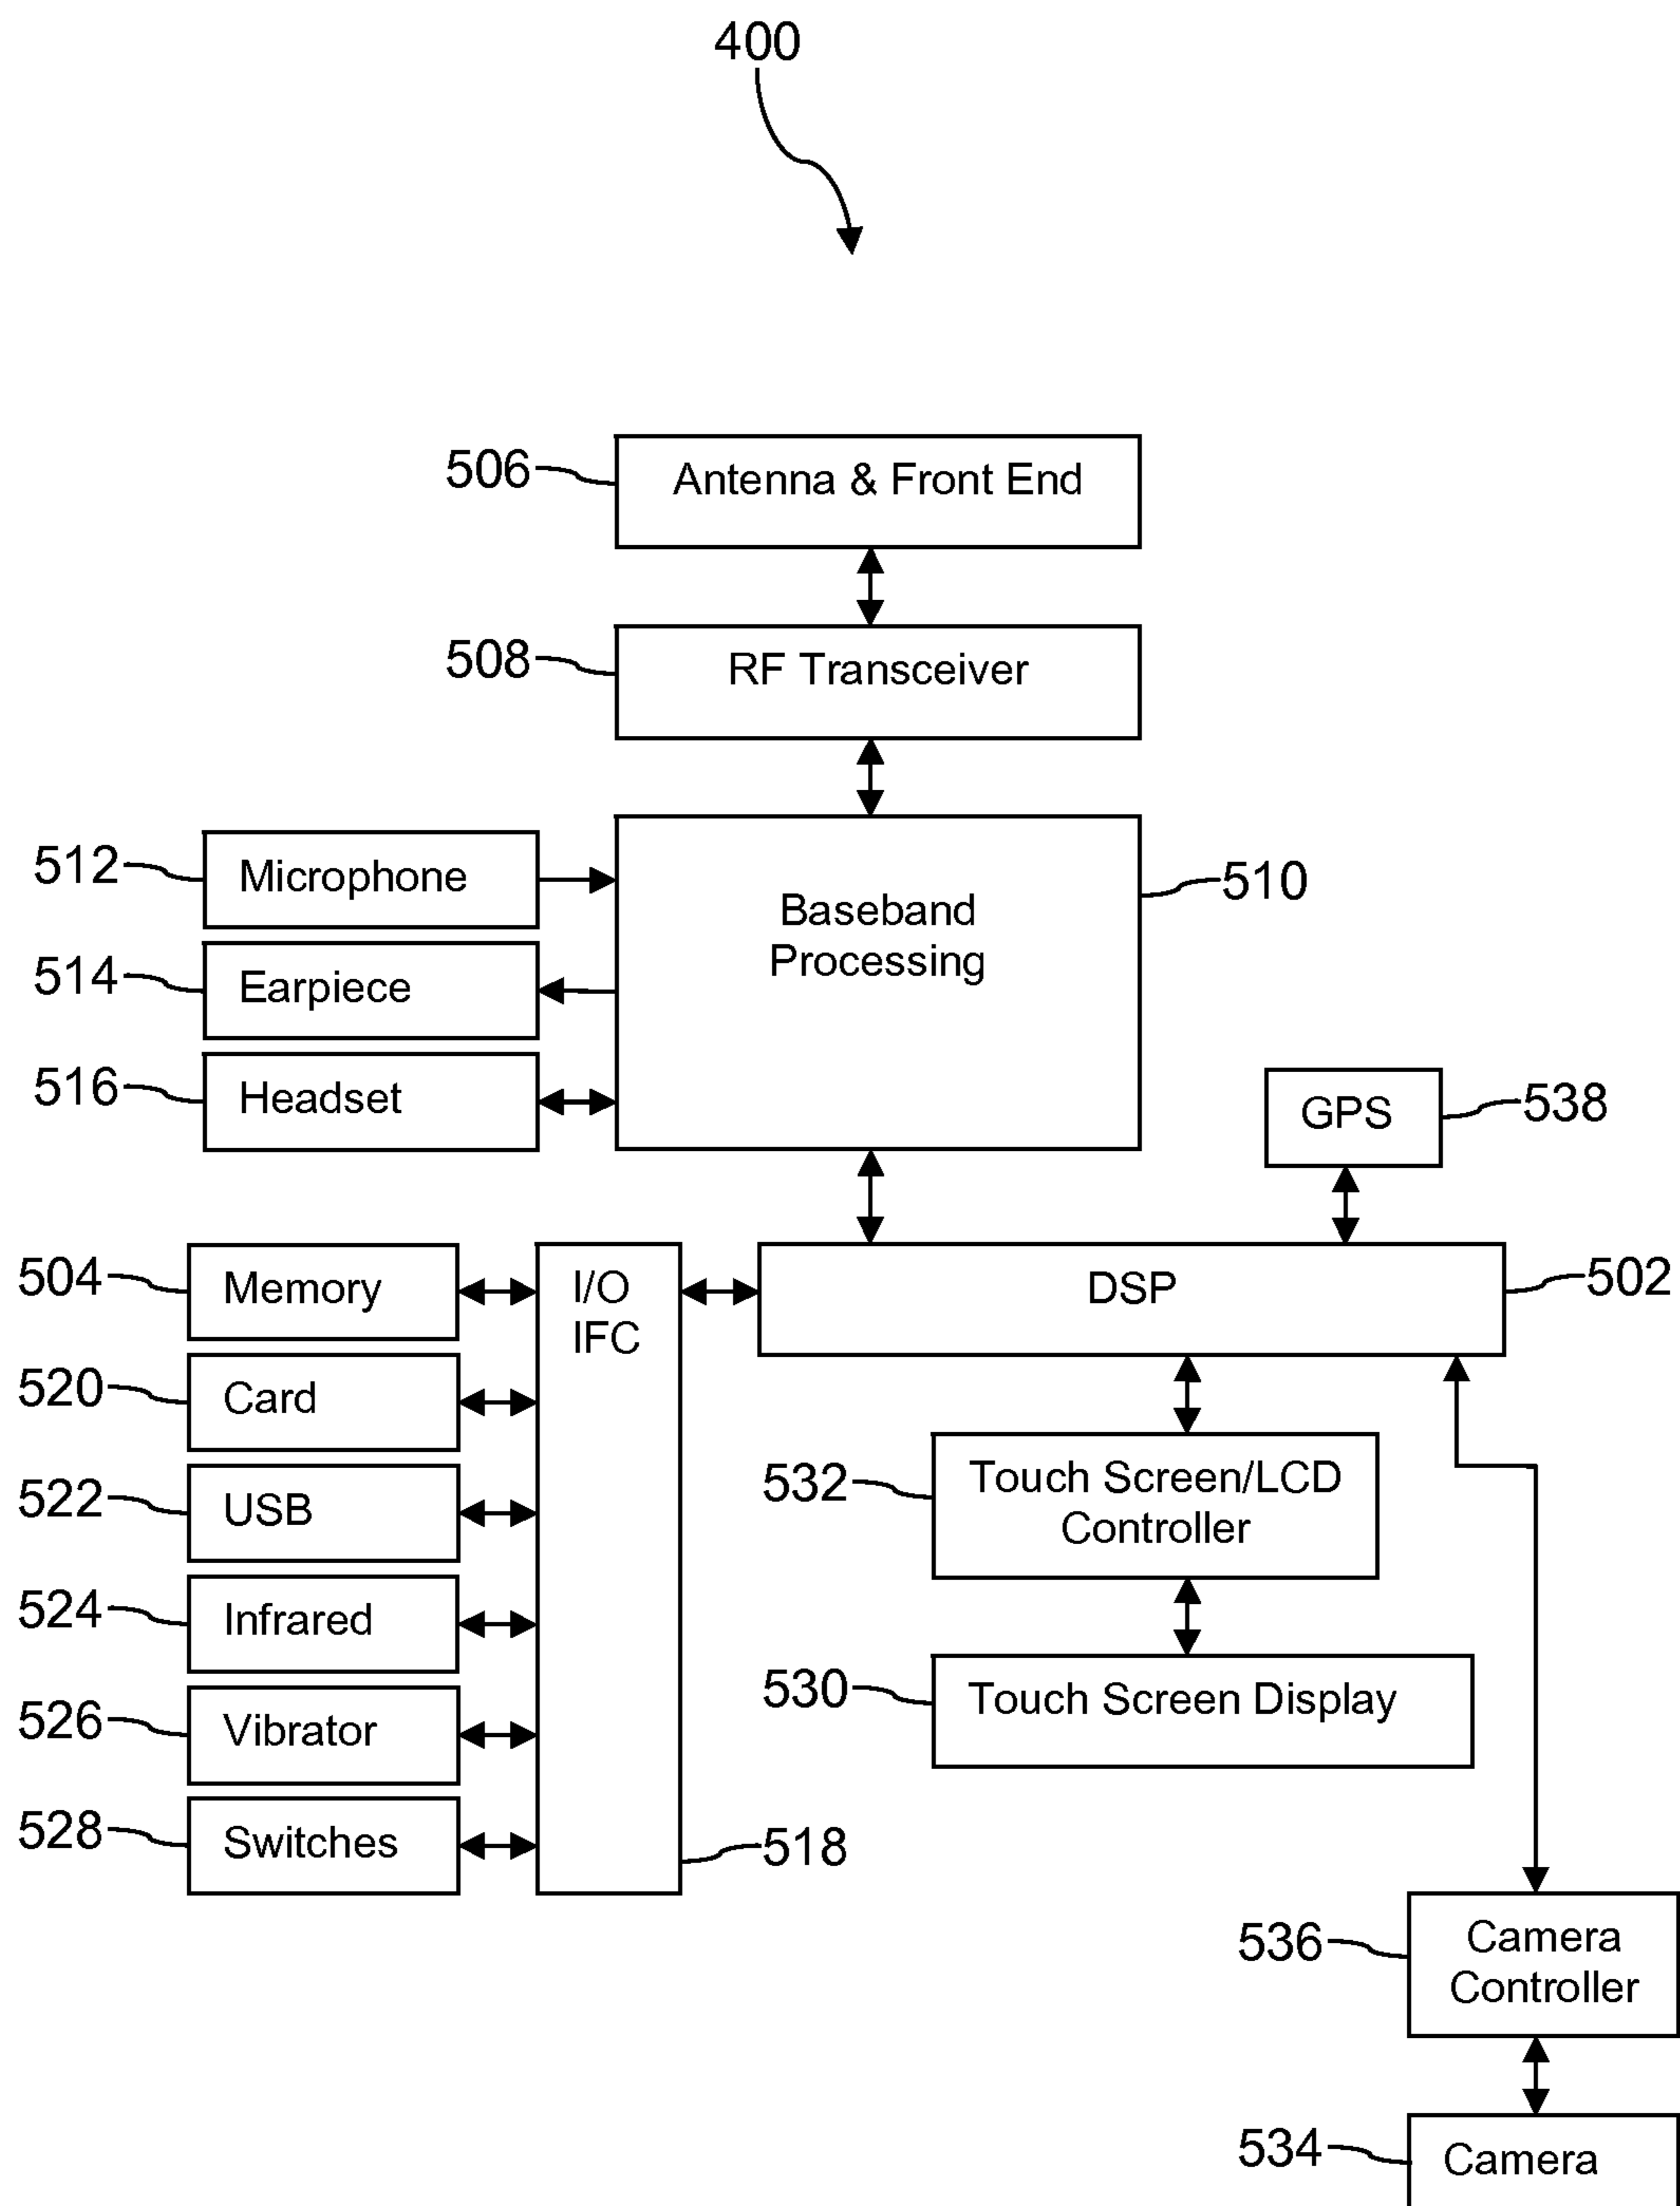 400
506
Antenna & Front End
508
RF Transceiver
512
Microphone
Baseband
Processing
510
514
Earpiece
516
Headset
GPS
538
504
Memory
I/O
IFC
DSP
502
520
Card
532
Touch Screen/LCD
Controller
522
USB
524
Infrared
530
Touch Screen Display
526
Vibrator
528
Switches
518
536
Camera
Controller
534
Camera